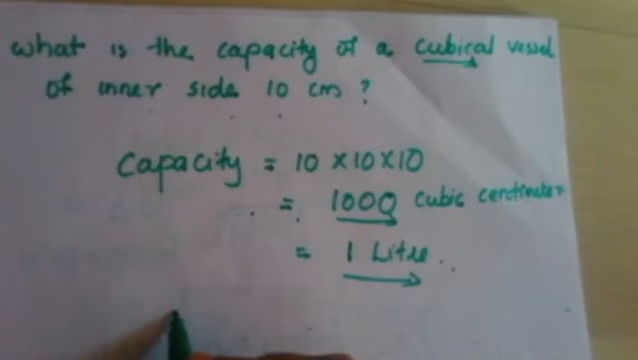 what is the capacity of a cubical vessel
of inner side 10 cm?
Capacity = 10 × 10 × 10
= 1000 cubic centimeter
= 1 Litre.